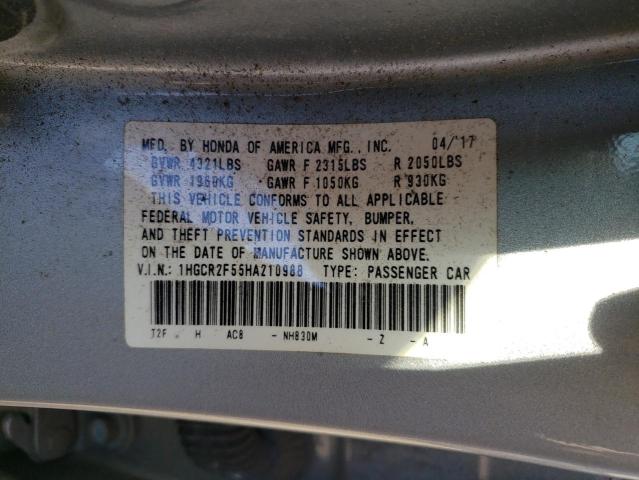 MFD. BY HONDA OF AMERICA MFG., INC. 04/17
GVWR 4321LBS GAWR F 2315LBS R 2050LBS
GVWR 1960KG GAWR F 1050KG R 930KG
THIS VEHICLE CONFORMS TO ALL APPLICABLE
FEDERAL MOTOR VEHICLE SAFETY, BUMPER,
AND THEFT PREVENTION STANDARDS IN EFFECT
ON THE DATE OF MANUFACTURE SHOWN ABOVE.
V.I.N.: 1HGCR2F55HA210988 TYPE: PASSENGER CAR
T2F H AC8 - NH830M - Z - A